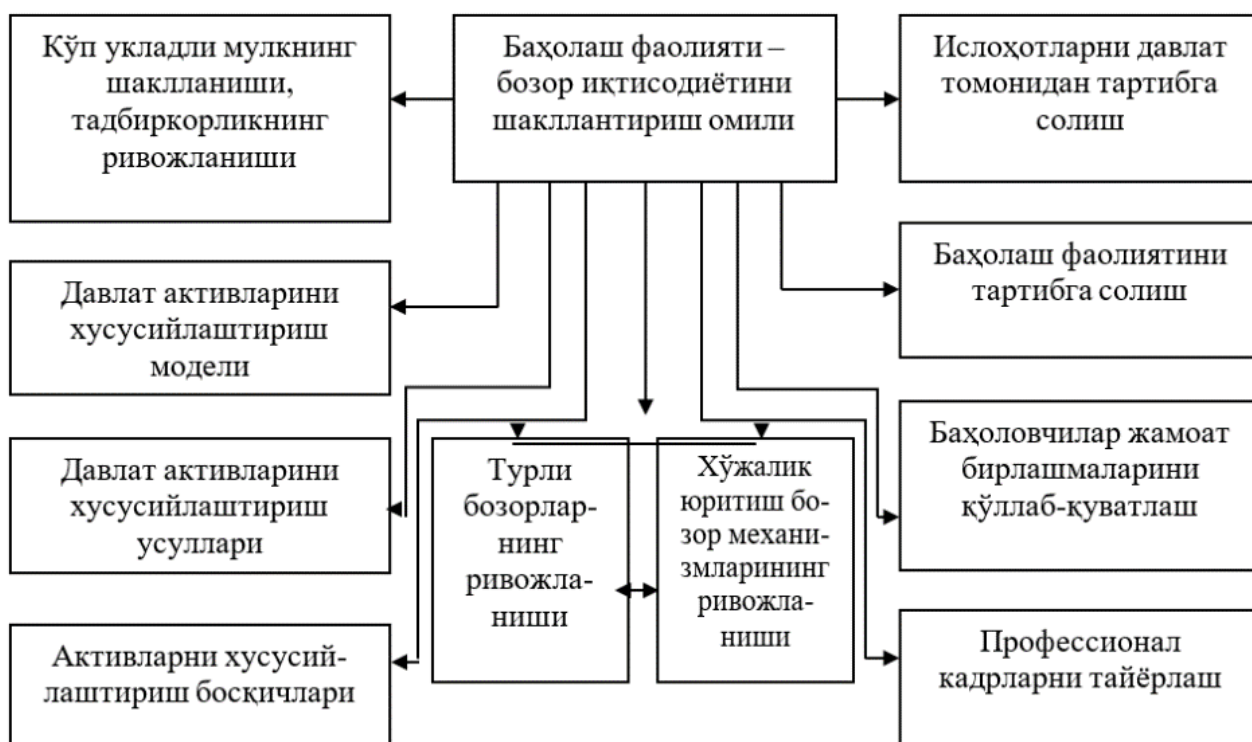 Кўп укладли мулкнинг
шаклланиши,
тадбиркорликнинг
ривожланиши
Баҳолаш фаолияти –
бозор иқтисодиётини
шакллантириш омили
Ислоҳотларни давлат
томонидан тартибга
солиш
Давлат активларини
хусусийлаштириш
модели
Баҳолаш фаолиятини
тартибга солиш
Давлат активларини
хусусийлаштириш
усуллари
Турли
бозорлар-
нинг
ривожла-
ниши
Хўжалик
юритиш бо-
зор механи-
змларининг
ривожла-
ниши
Баҳоловчилар жамоат
бирлашмаларини
қўллаб-қуватлаш
Активларни хусусий-
лаштириш босқичлари
Профессионал
кадрларни тайёрлаш